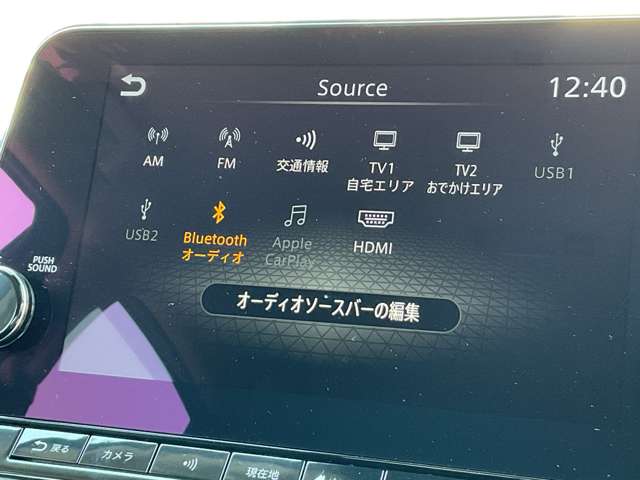 Source
12:40
AM
FM
交通情報
TV1
自宅エリア
TV2
おでかけエリア
USB1
USB2
Bluetooth
オーディオ
Apple
CarPlay
HDMI
オーディオソースバーの編集
PUSH
SOUND
戻る
カメラ
現在地